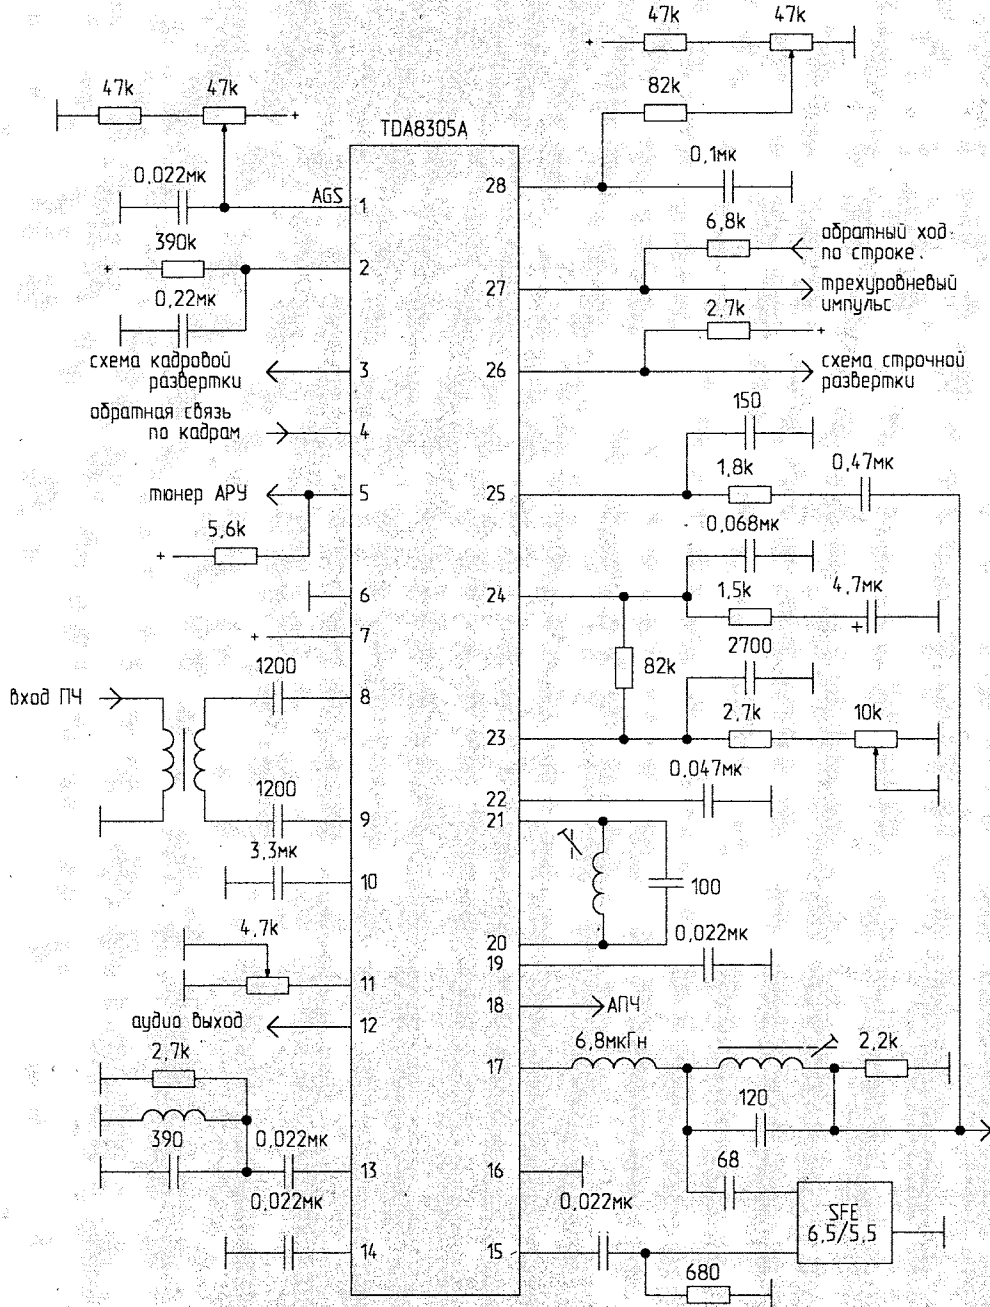 47k
47k
47k
47k
82k
TDA8305A
0,1мк
28
0,022мк
AGS
1
6,8k
обратный ход
по строке.
390k
+
2
27
трехуровневый
импульс
0,22мк
2,7k
+
схема кадровой
развертки
3
26
схема строчной
развертки
150
обратная связь
по кадрам
4
1,8k
0,47мк
тюнер АРУ
5
25
5,6k
+
0,068мк
6
24
1,5k
4,7мк
+
+
7
82k
2700
1200
вход ПЧ
8
2,7k
10k
23
0,047мк
1200
22
9
21
3,3мк
10
100
4,7k
20
0,022мк
19
11
18
АПЧ
аудио выход
12
6,8мкГн
2,2k
17
2,7k
120
390
0,022мк
68
13
16
0,022мк
0,022мк
SFE
6,5/5,5
14
15
680
+
+